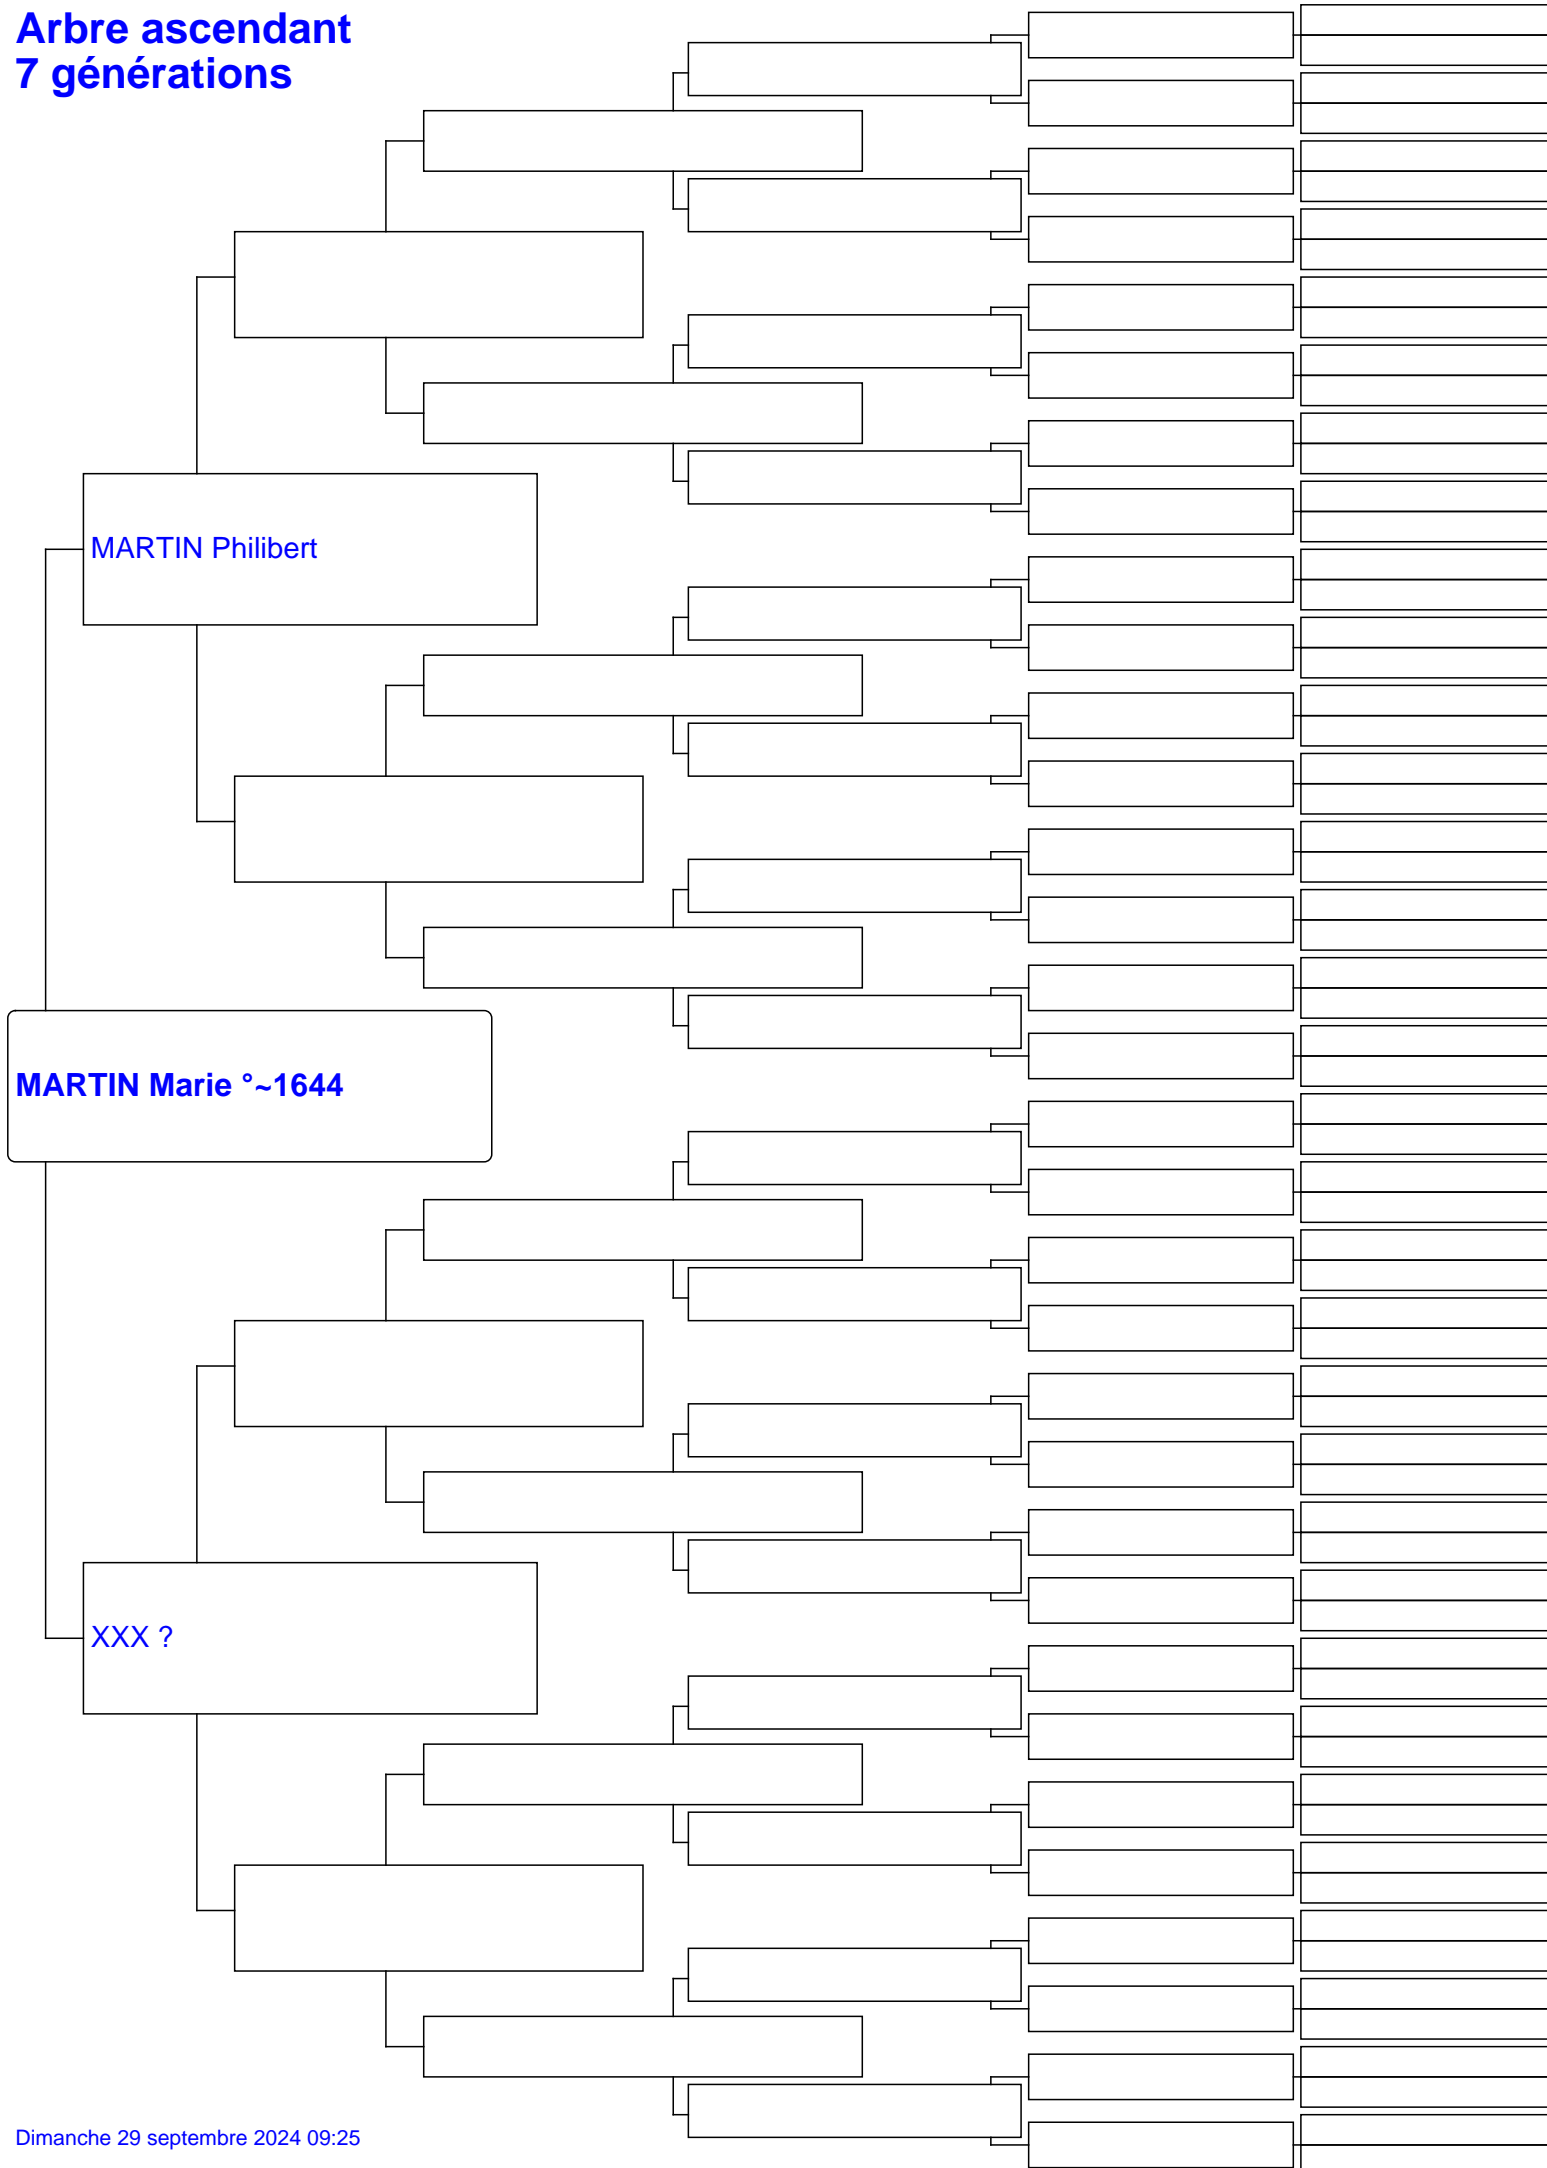 Arbre ascendant
7 générations
MARTIN Philibert
MARTIN Marie °~1644
XXX ?
Dimanche 29 septembre 2024 09:25